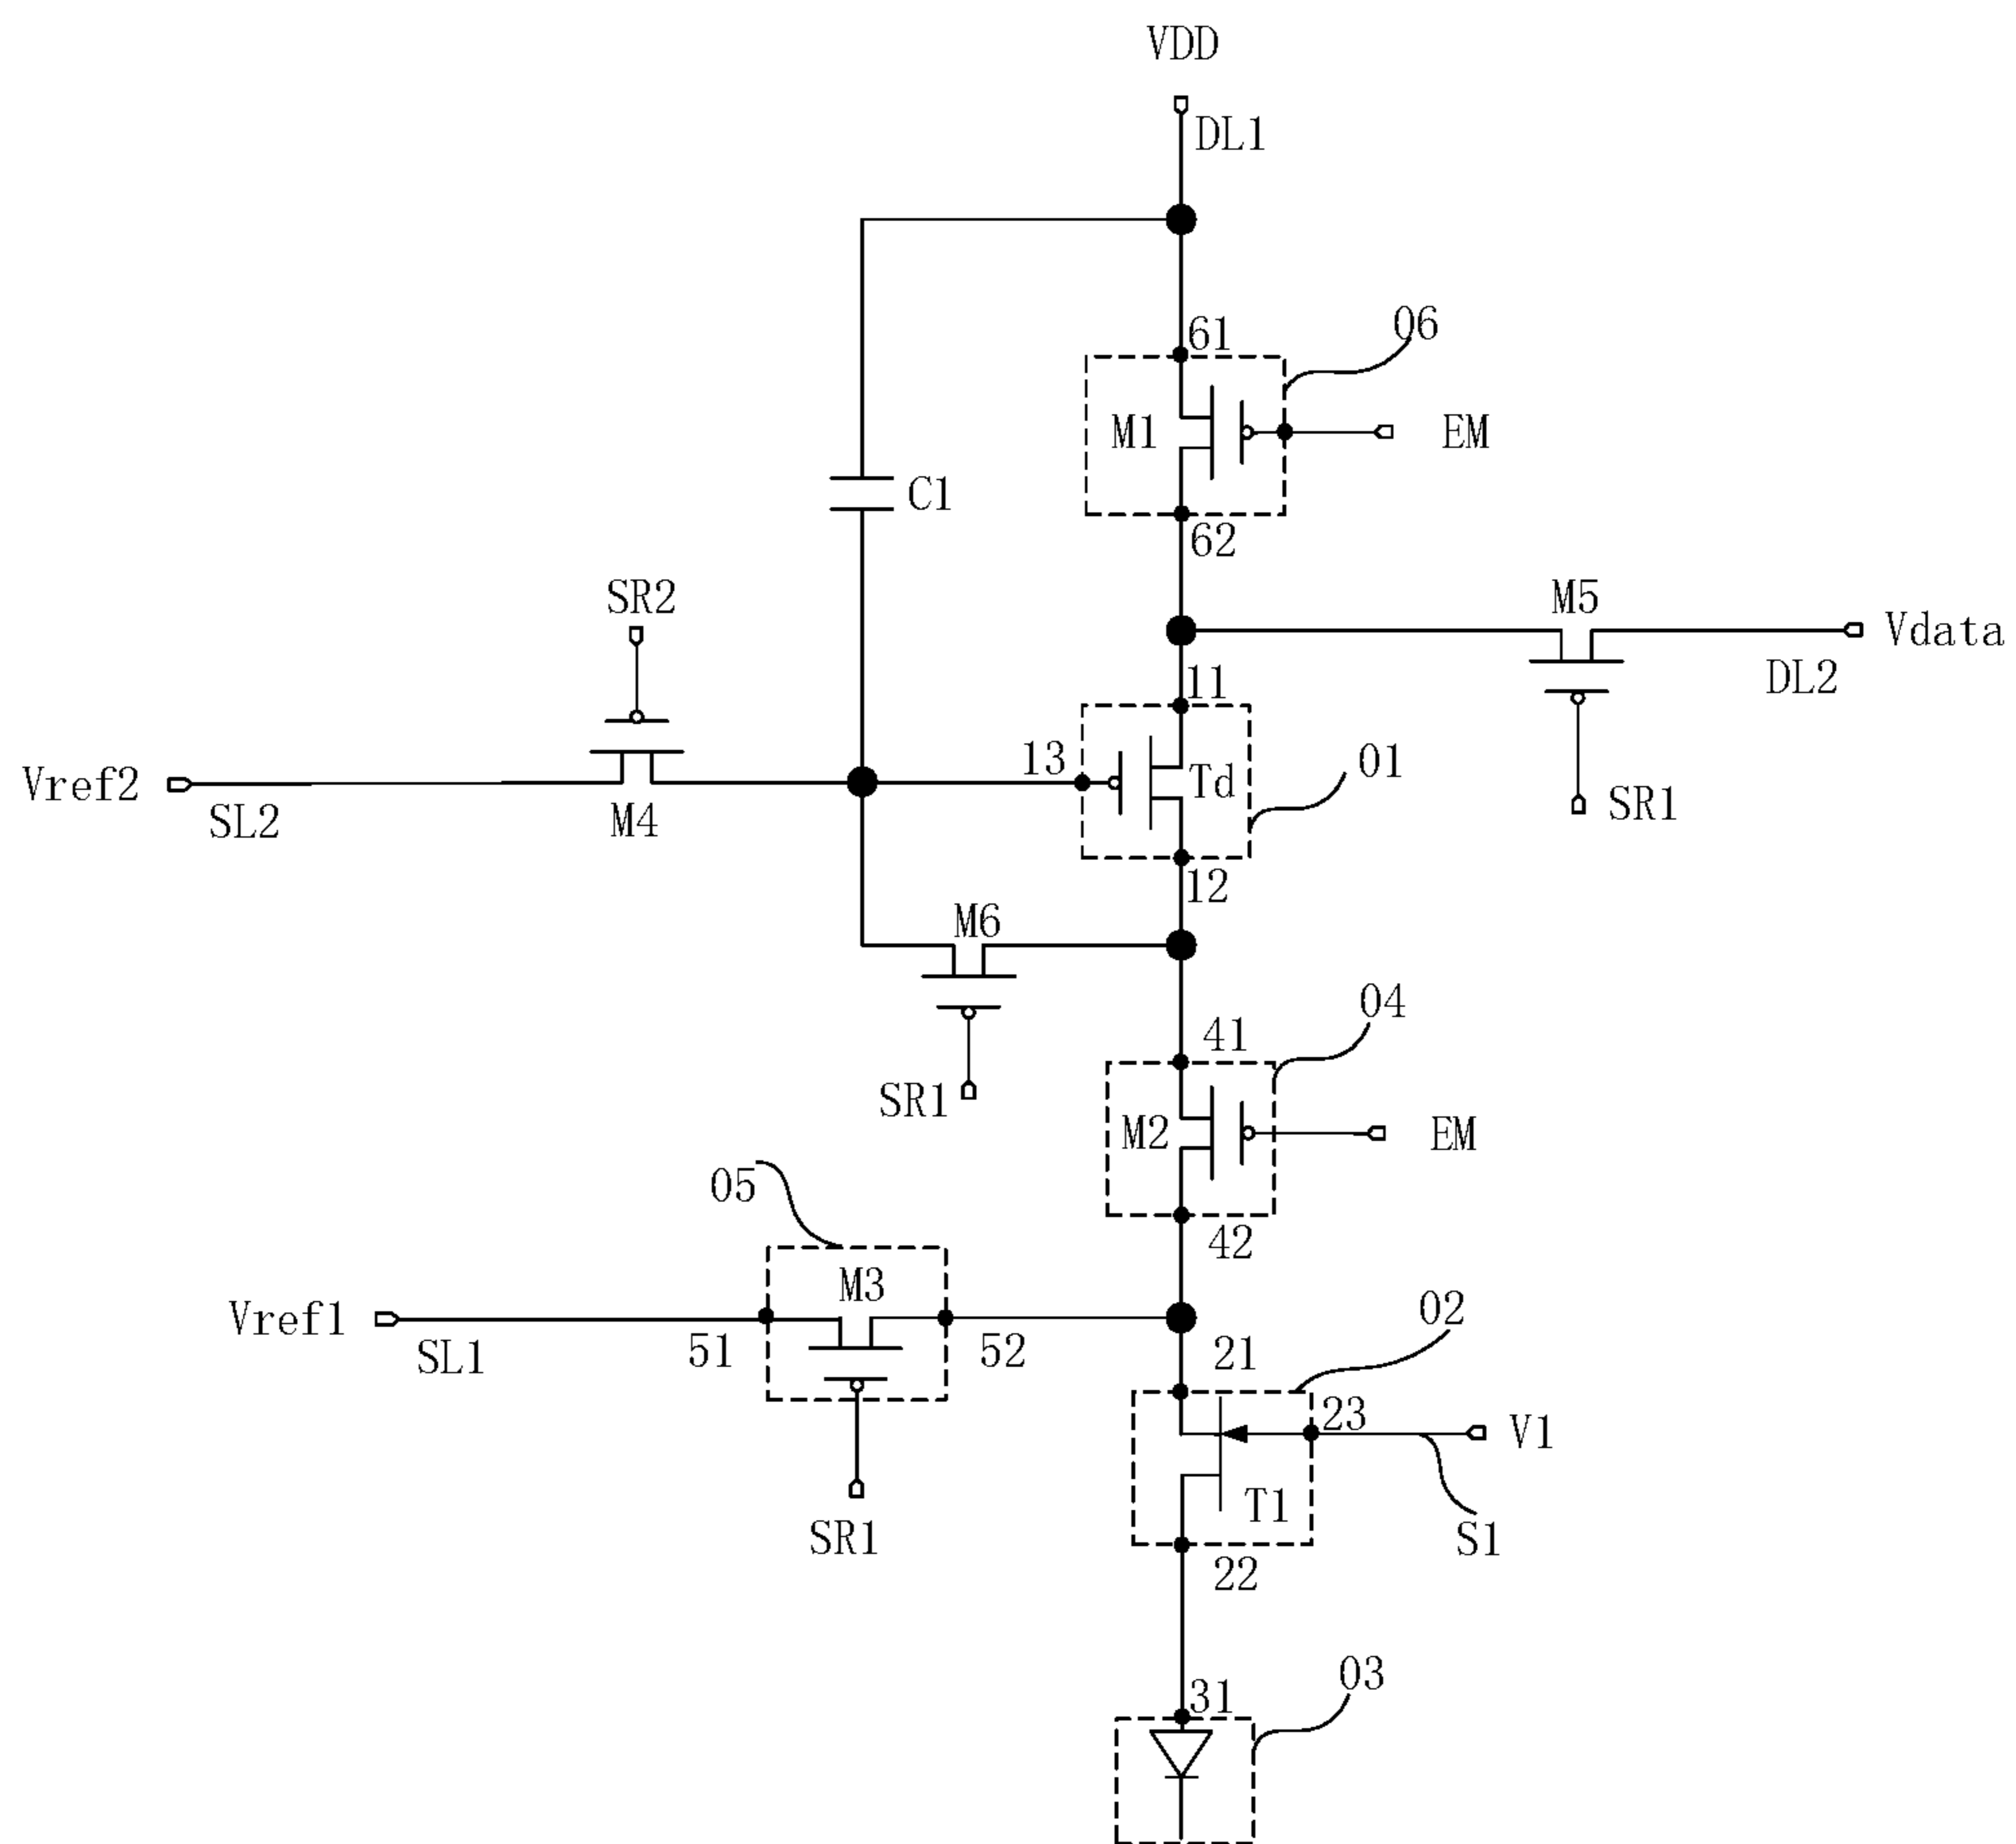 VDD
DL1
61
06
M1
EM
C1
62
SR2
M5
Vdata
11
DL2
13
Td
01
Vref2
SL2
M4
SR1
12
M6
04
41
SR1
M2
EM
05
42
M3
02
Vref1
SL1
51
52
21
23
V1
T1
SR1
S1
22
03
31